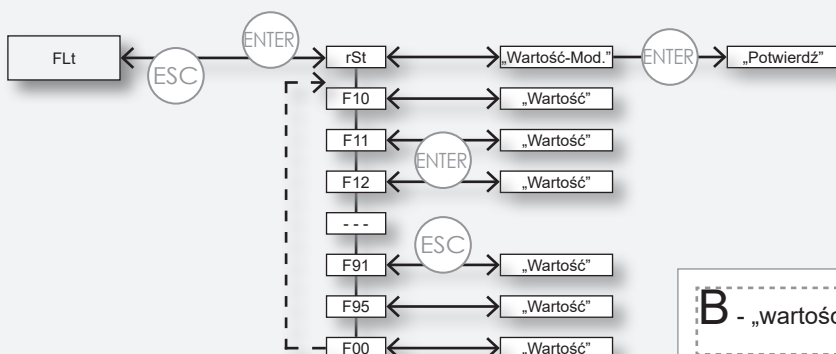 ENTER
FLt
ESC
rSt „Wartość-Mod.” ENTER „Potwierdź”
F10 „Wartość”
F11 „Wartość”
ENTER
F12 „Wartość”
- - -
ESC
F91 „Wartość”
F95 „Wartość”
F00 „Wartość”
B - „wartość